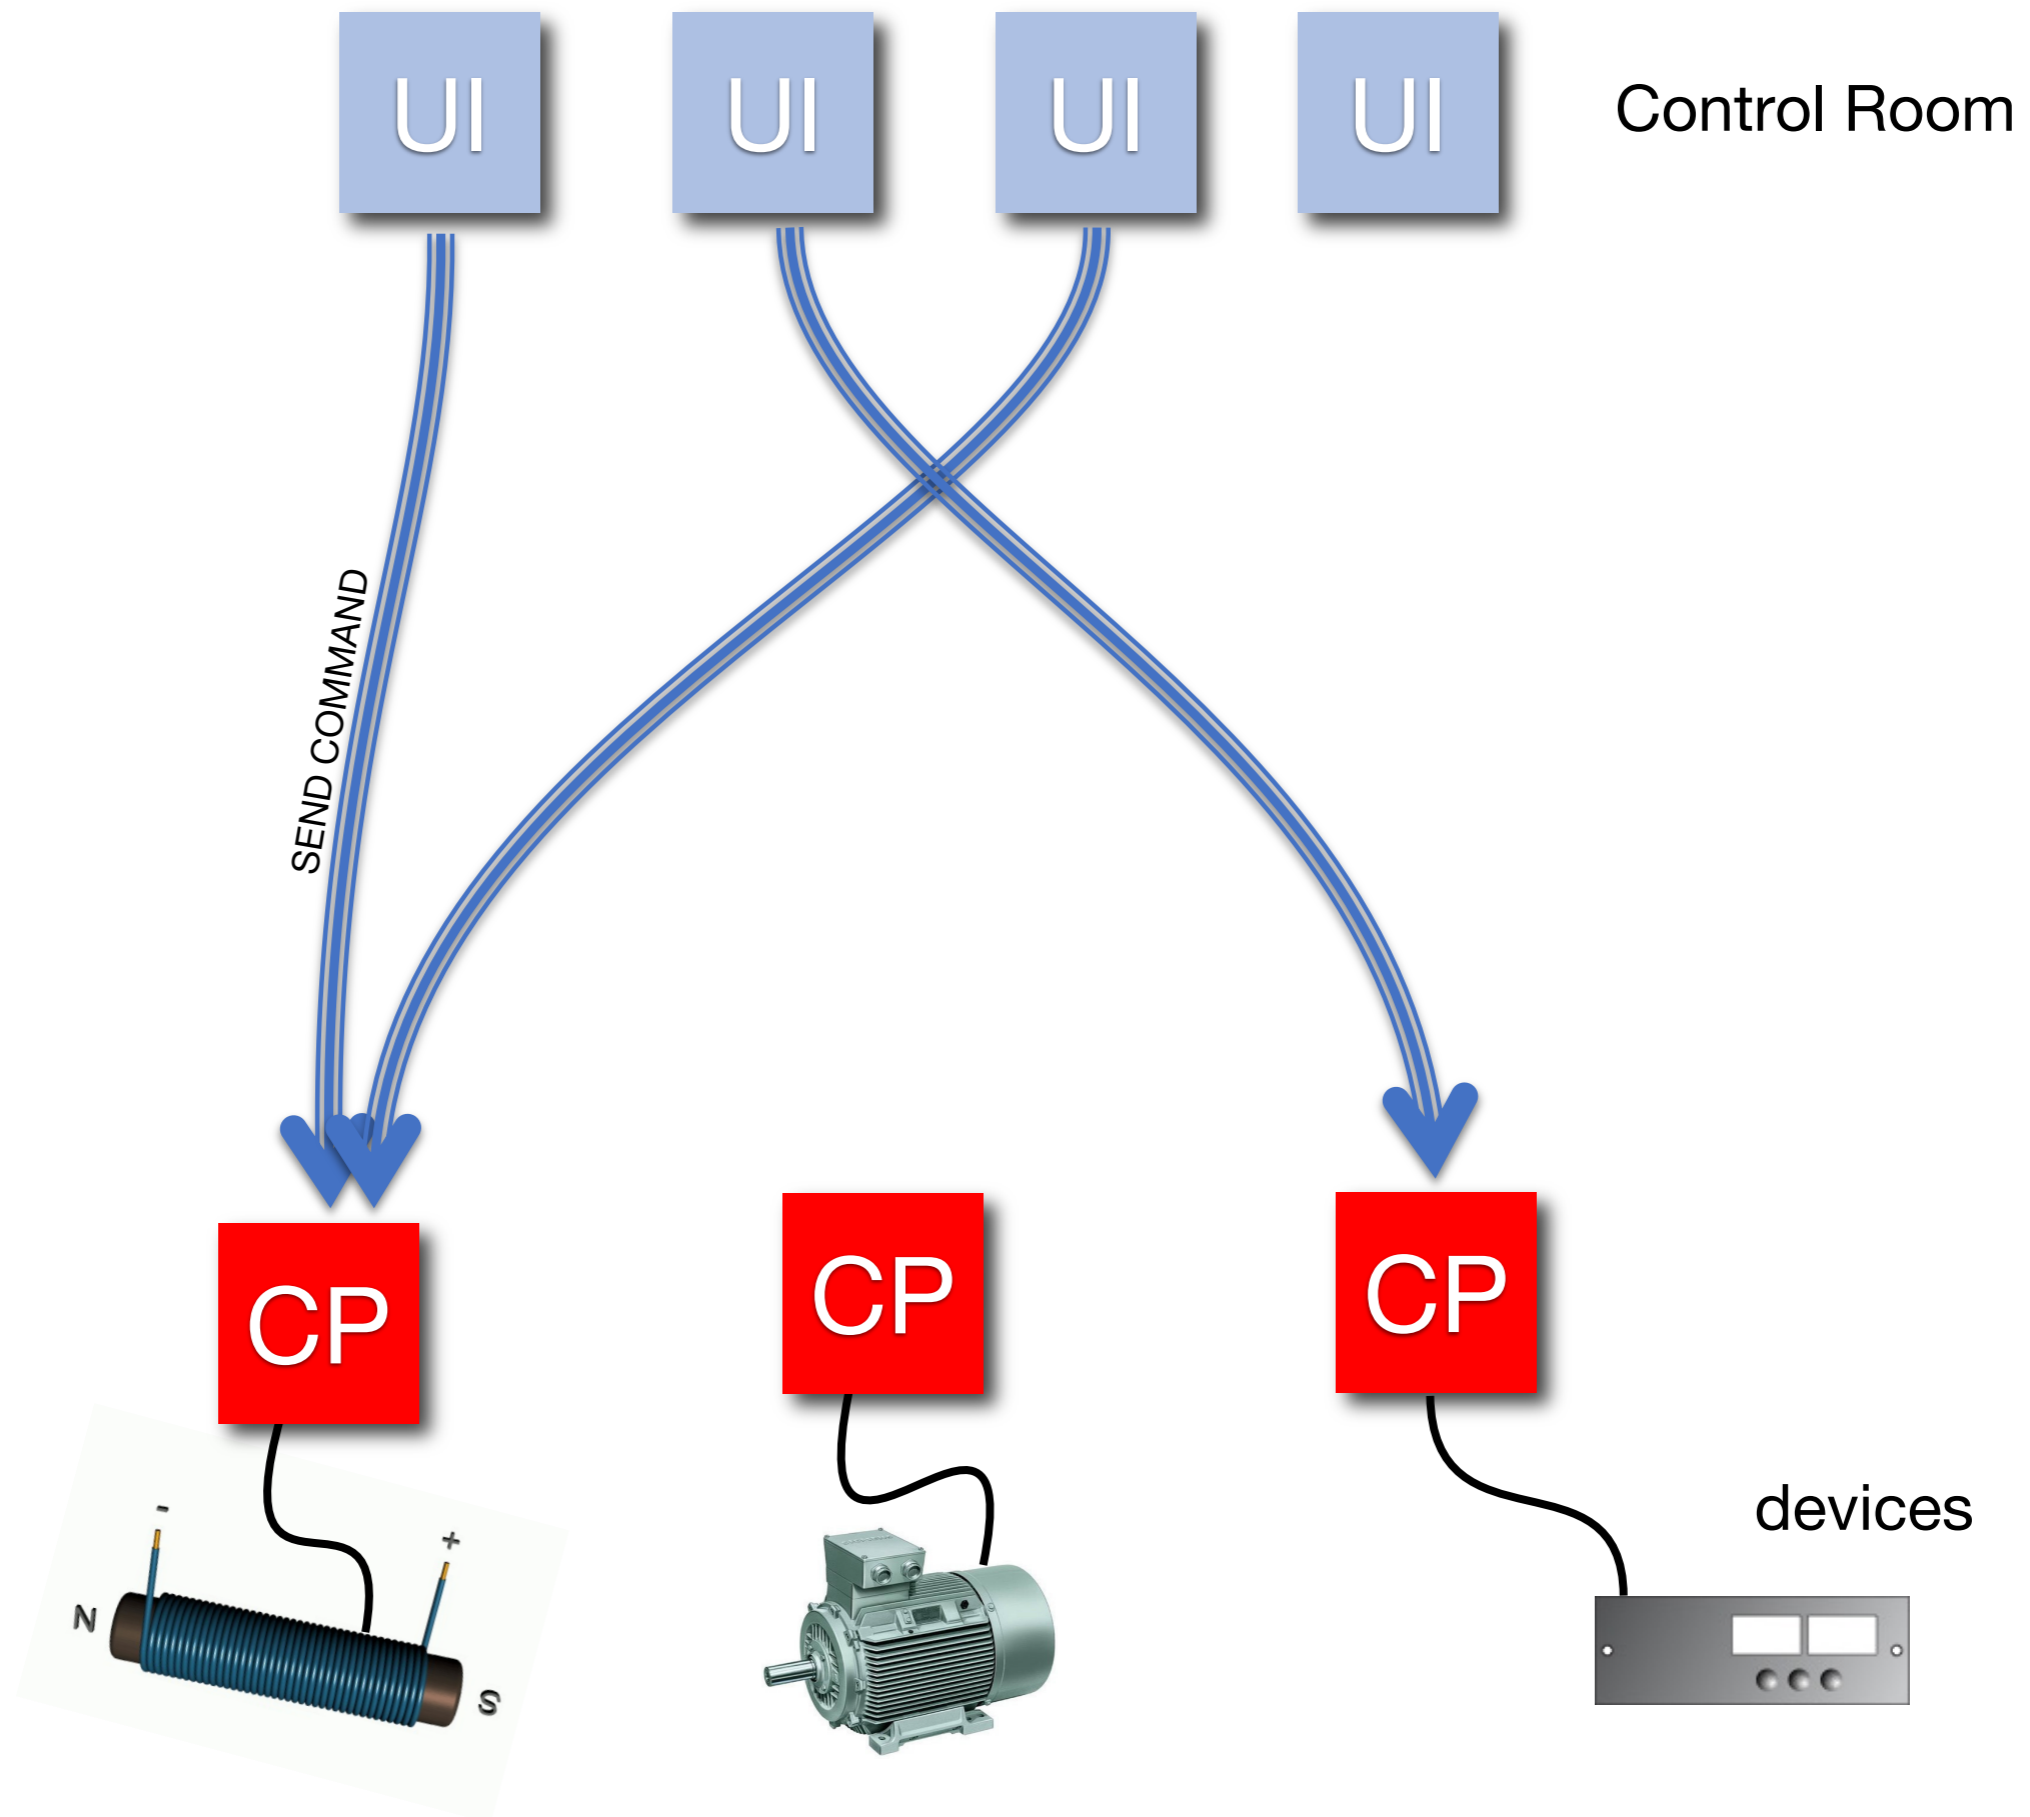 UI
UI
UI
UI
Control Room
SEND COMMAND
CP
CP
CP
devices
-
+
N
S